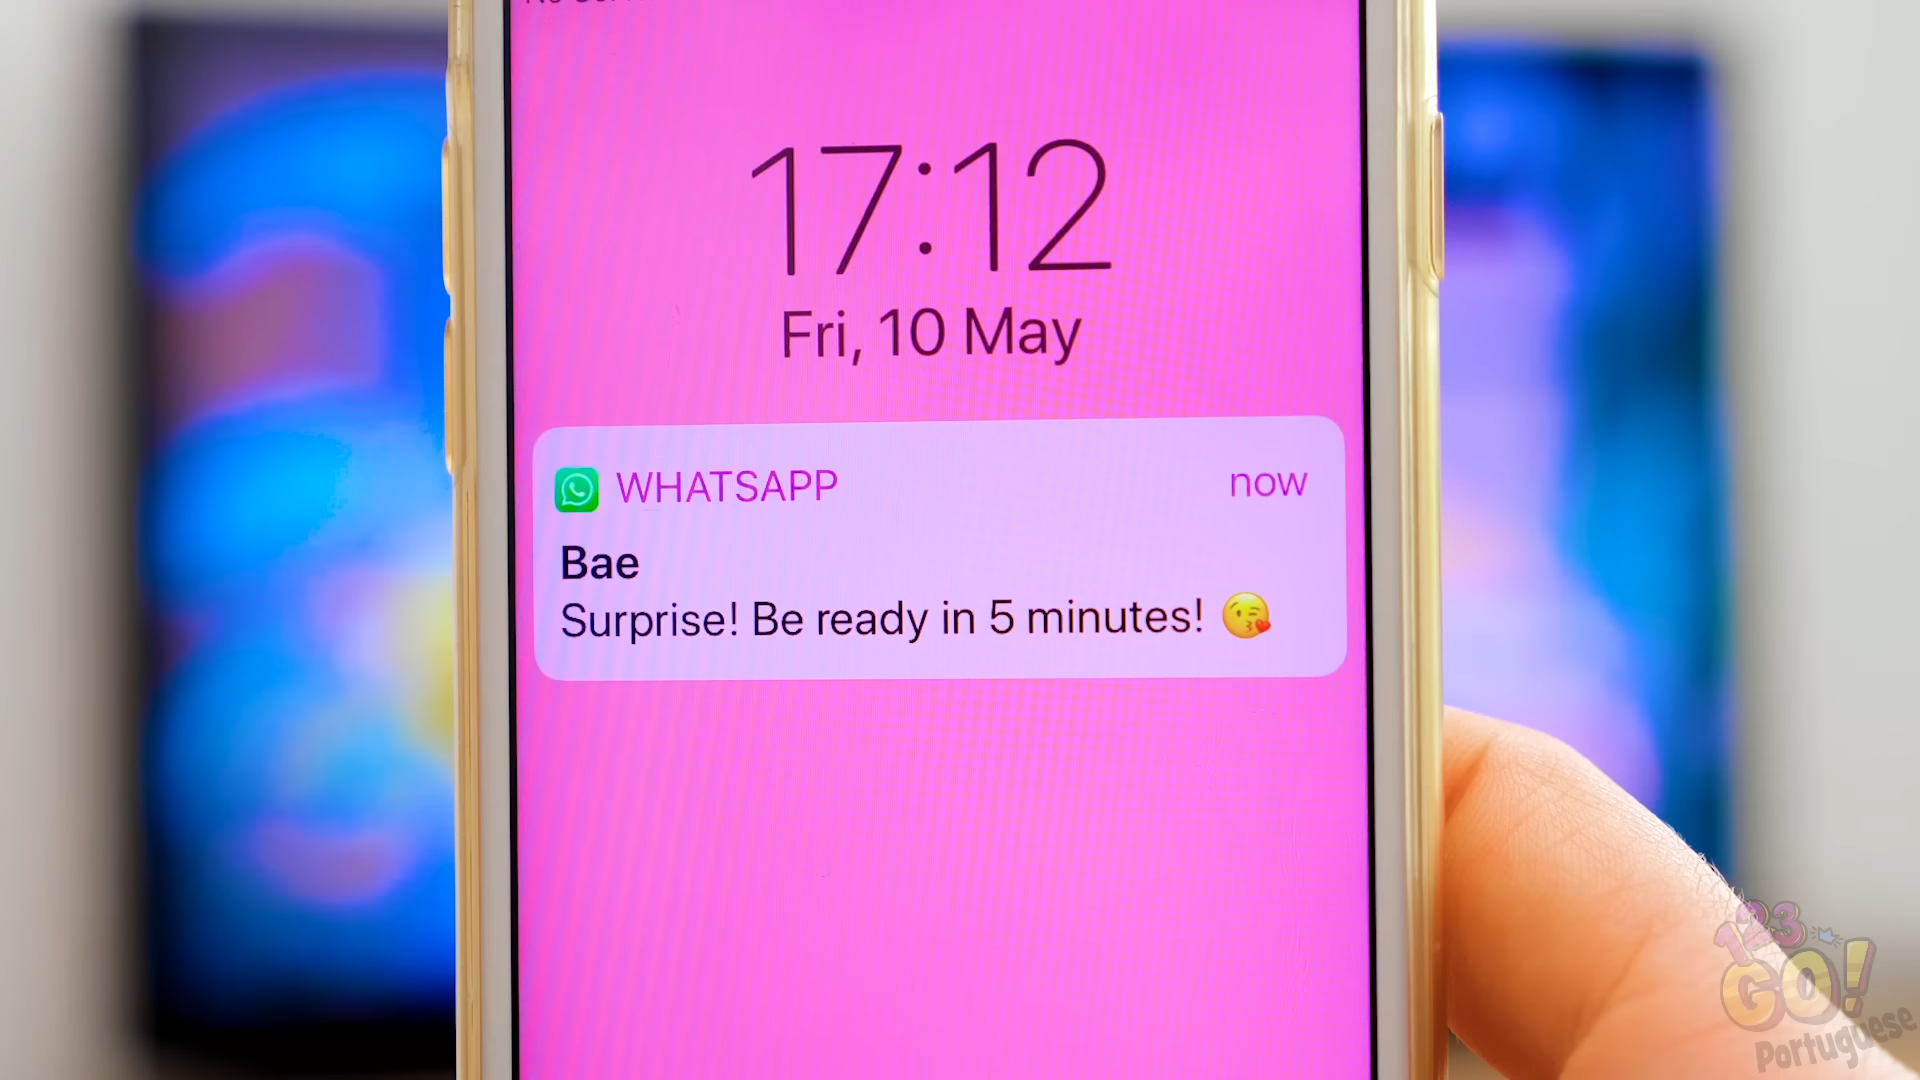 17:12
Fri, 10 May
WHATSAPP now
Bae
Surprise! Be ready in 5 minutes! 😘
123
GO!
Portuguese